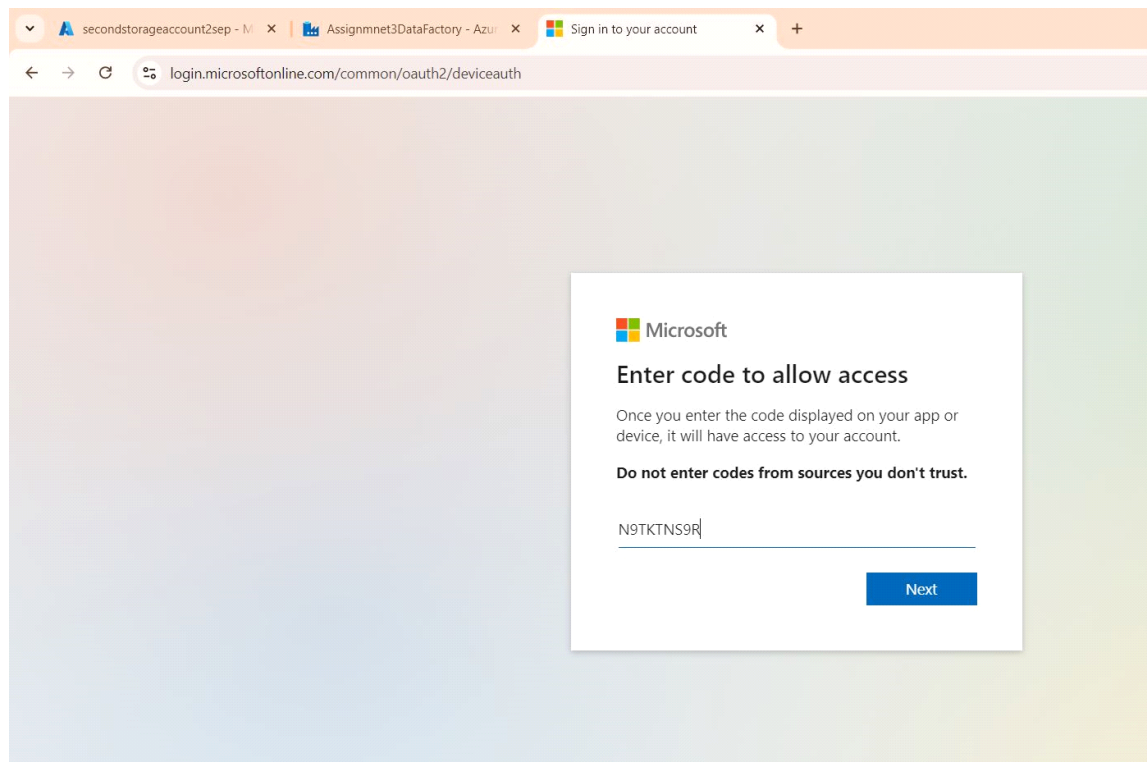 secondstorageaccount2sep - M
Assignmnet3DataFactory - Azur
Sign in to your account
login.microsoftonline.com/common/oauth2/deviceauth
Microsoft
Enter code to allow access
Once you enter the code displayed on your app or
device, it will have access to your account.
Do not enter codes from sources you don't trust.
N9TKTNS9R
Next